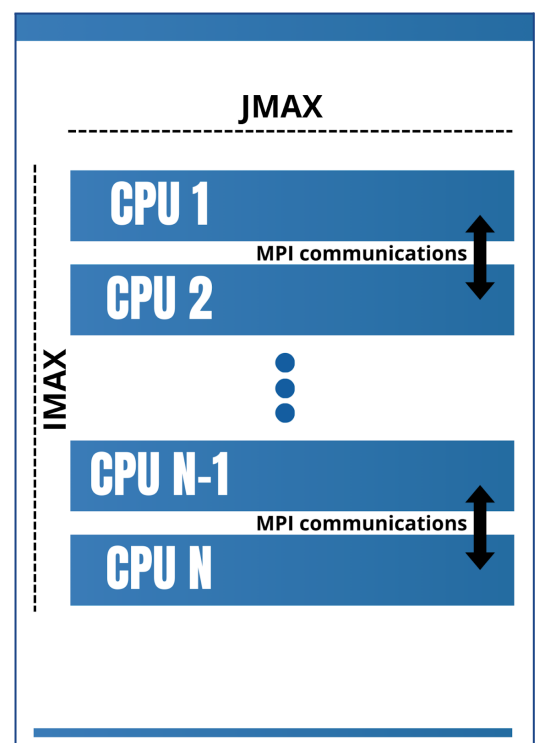 JMAX
CPU 1
MPI communications
CPU 2
IMAX
CPU N-1
MPI communications
CPU N